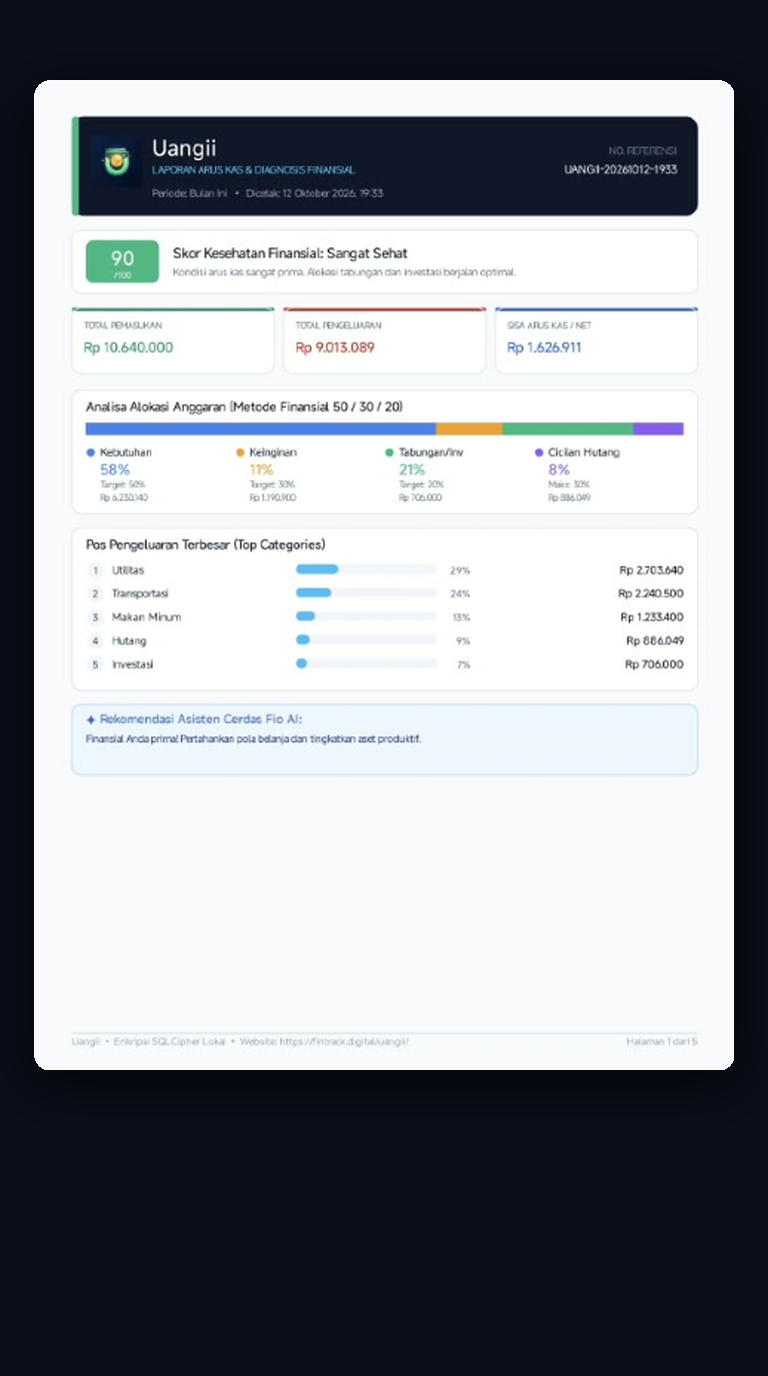 Uangii
LAPORAN ARUS KAS & DIAGNOSIS FINANSIAL
Periode: Bulan Ini • Dicetak: 12 Oktober 2026, 19:33
NO. REFERENSI
UANGII-20261012-1933
90
/100
Skor Kesehatan Finansial: Sangat Sehat
Kondisi arus kas sangat prima. Alokasi tabungan dan investasi berjalan optimal.
TOTAL PEMASUKAN
Rp 10.640.000
TOTAL PENGELUARAN
Rp 9.013.089
SISA ARUS KAS / NET
Rp 1.626.911
Analisa Alokasi Anggaran (Metode Finansial 50 / 30 / 20)
Kebutuhan
58%
Target: 50%
Rp 6.230.140
Keinginan
11%
Target: 30%
Rp 1.190.900
Tabungan/Inv
21%
Target: 20%
Rp 706.000
Cicilan Hutang
8%
Maks: 30%
Rp 886.049
Pos Pengeluaran Terbesar (Top Categories)
1 Utilitas 29% Rp 2.703.640
2 Transportasi 24% Rp 2.240.500
3 Makan Minum 13% Rp 1.233.400
4 Hutang 9% Rp 886.049
5 Investasi 7% Rp 706.000
✦ Rekomendasi Asisten Cerdas Fio AI:
Finansial Anda prima! Pertahankan pola belanja dan tingkatkan aset produktif.
Uangii • Enkripsi SQLCipher Lokal • Website: https://fintrack.digital/uangii/
Halaman 1 dari 5